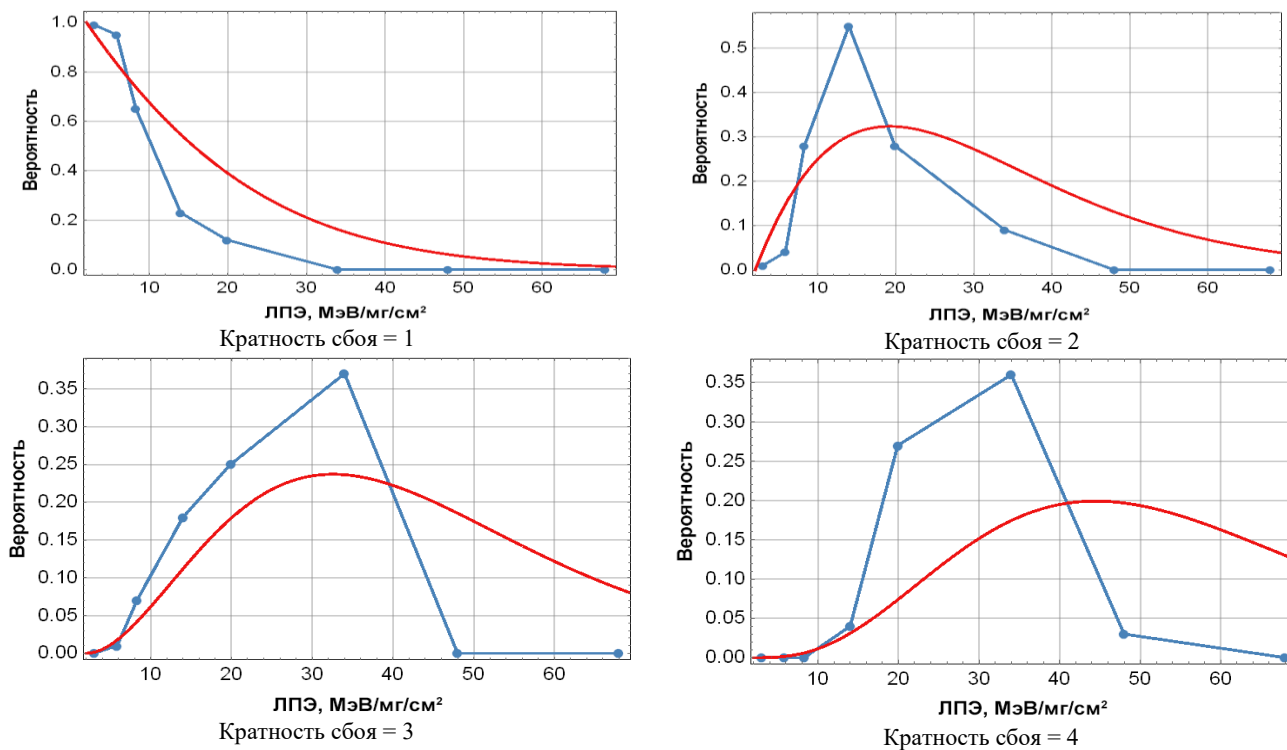 Вероятность
1.0
0.8
0.6
0.4
0.2
0.0
10 20 30 40 50 60
ЛПЭ, МэВ/мг/см²
Кратность сбоя = 1
Вероятность
0.5
0.4
0.3
0.2
0.1
0.0
10 20 30 40 50 60
ЛПЭ, МэВ/мг/см²
Кратность сбоя = 2
Вероятность
0.35
0.30
0.25
0.20
0.15
0.10
0.05
0.00
10 20 30 40 50 60
ЛПЭ, МэВ/мг/см²
Кратность сбоя = 3
Вероятность
0.35
0.30
0.25
0.20
0.15
0.10
0.05
0.00
10 20 30 40 50 60
ЛПЭ, МэВ/мг/см²
Кратность сбоя = 4